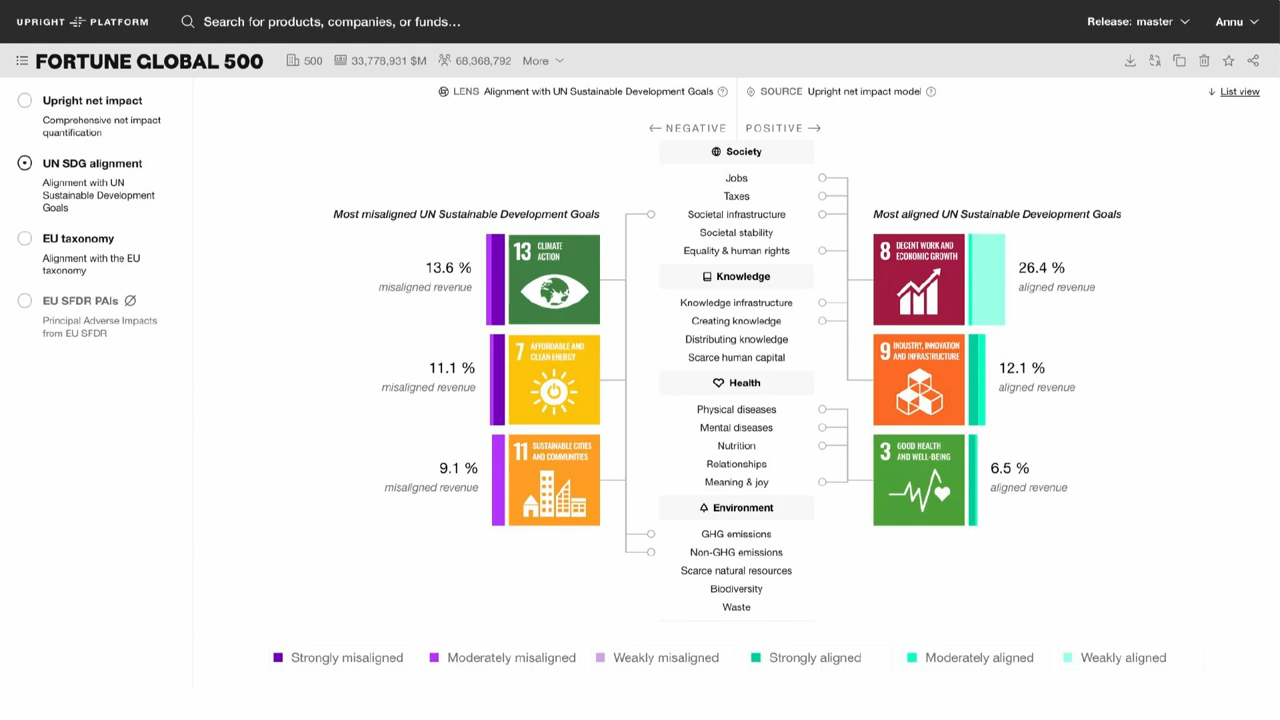 UPRIGHT PLATFORM
Search for products, companies, or funds...
Release: master
Annu
FORTUNE GLOBAL 500
500
33,778,931 $M
68,368,792
More
Upright net impact
Comprehensive net impact
quantification
UN SDG alignment
Alignment with UN
Sustainable Development
Goals
EU taxonomy
Alignment with the EU
taxonomy
EU SFDR PAIs
Principal Adverse Impacts
from EU SFDR
LENS Alignment with UN Sustainable Development Goals ?
SOURCE Upright net impact model ?
↓ List view
← NEGATIVE
POSITIVE →
Most misaligned UN Sustainable Development Goals
13.6 %
misaligned revenue
13 CLIMATE
ACTION
11.1 %
misaligned revenue
7 AFFORDABLE AND
CLEAN ENERGY
9.1 %
misaligned revenue
11 SUSTAINABLE CITIES
AND COMMUNITIES
Society
Jobs
Taxes
Societal infrastructure
Societal stability
Equality & human rights
Knowledge
Knowledge infrastructure
Creating knowledge
Distributing knowledge
Scarce human capital
Health
Physical diseases
Mental diseases
Nutrition
Relationships
Meaning & joy
Environment
GHG emissions
Non-GHG emissions
Scarce natural resources
Biodiversity
Waste
Most aligned UN Sustainable Development Goals
8 DECENT WORK AND
ECONOMIC GROWTH
26.4 %
aligned revenue
9 INDUSTRY, INNOVATION
AND INFRASTRUCTURE
12.1 %
aligned revenue
3 GOOD HEALTH
AND WELL-BEING
6.5 %
aligned revenue
Strongly misaligned
Moderately misaligned
Weakly misaligned
Strongly aligned
Moderately aligned
Weakly aligned